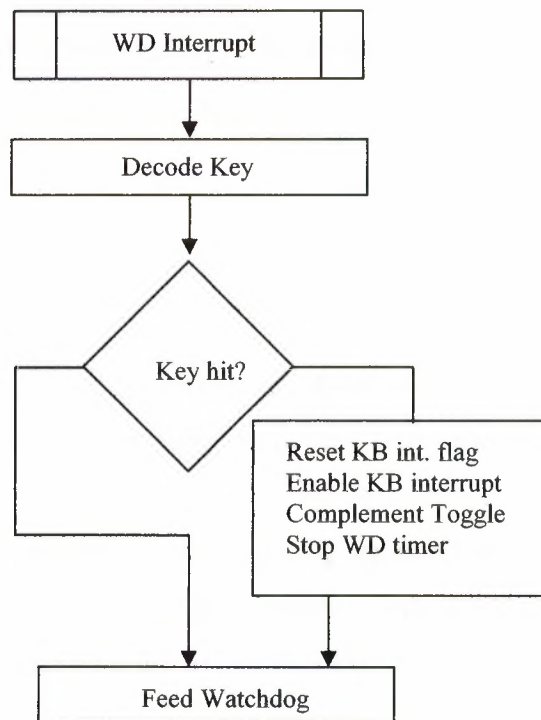 WD Interrupt
Decode Key
Key hit?
Reset KB int. flag
Enable KB interrupt
Complement Toggle
Stop WD timer
Feed Watchdog